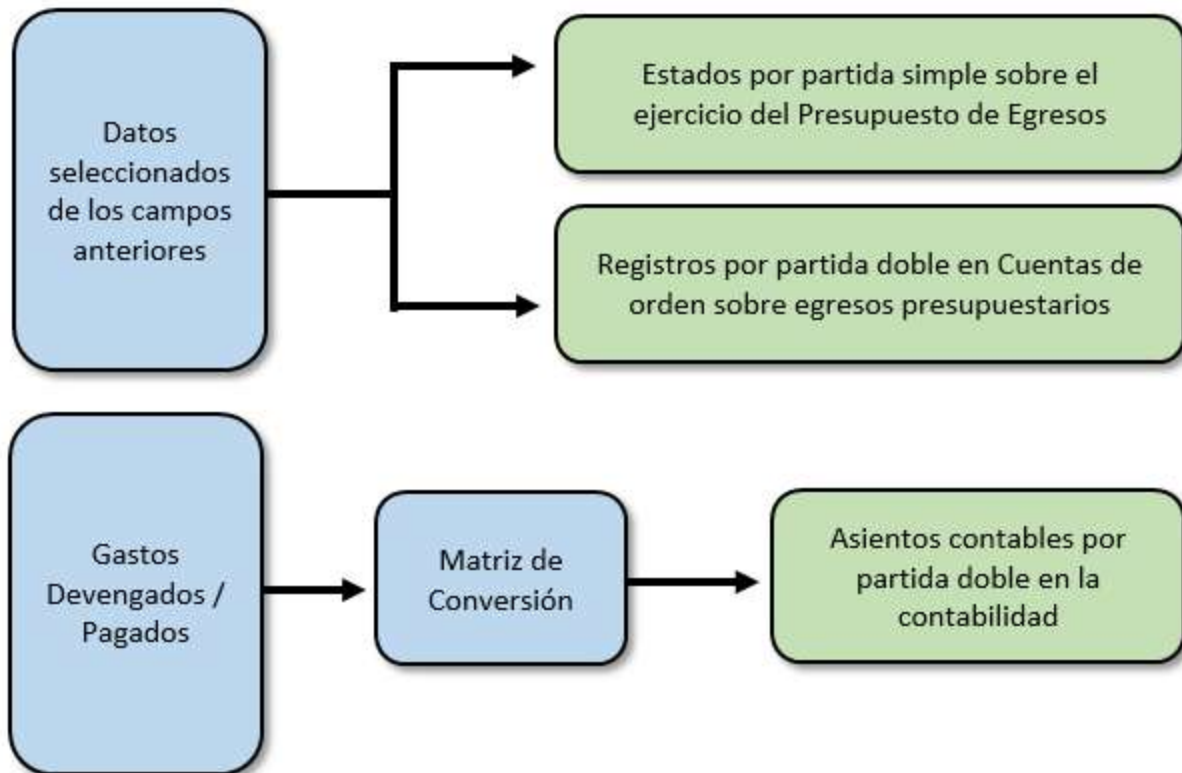 Datos
seleccionados
de los campos
anteriores
Estados por partida simple sobre el
ejercicio del Presupuesto de Egresos
Registros por partida doble en Cuentas de
orden sobre egresos presupuestarios
Gastos
Devengados /
Pagados
Matriz de
Conversión
Asientos contables por
partida doble en la
contabilidad